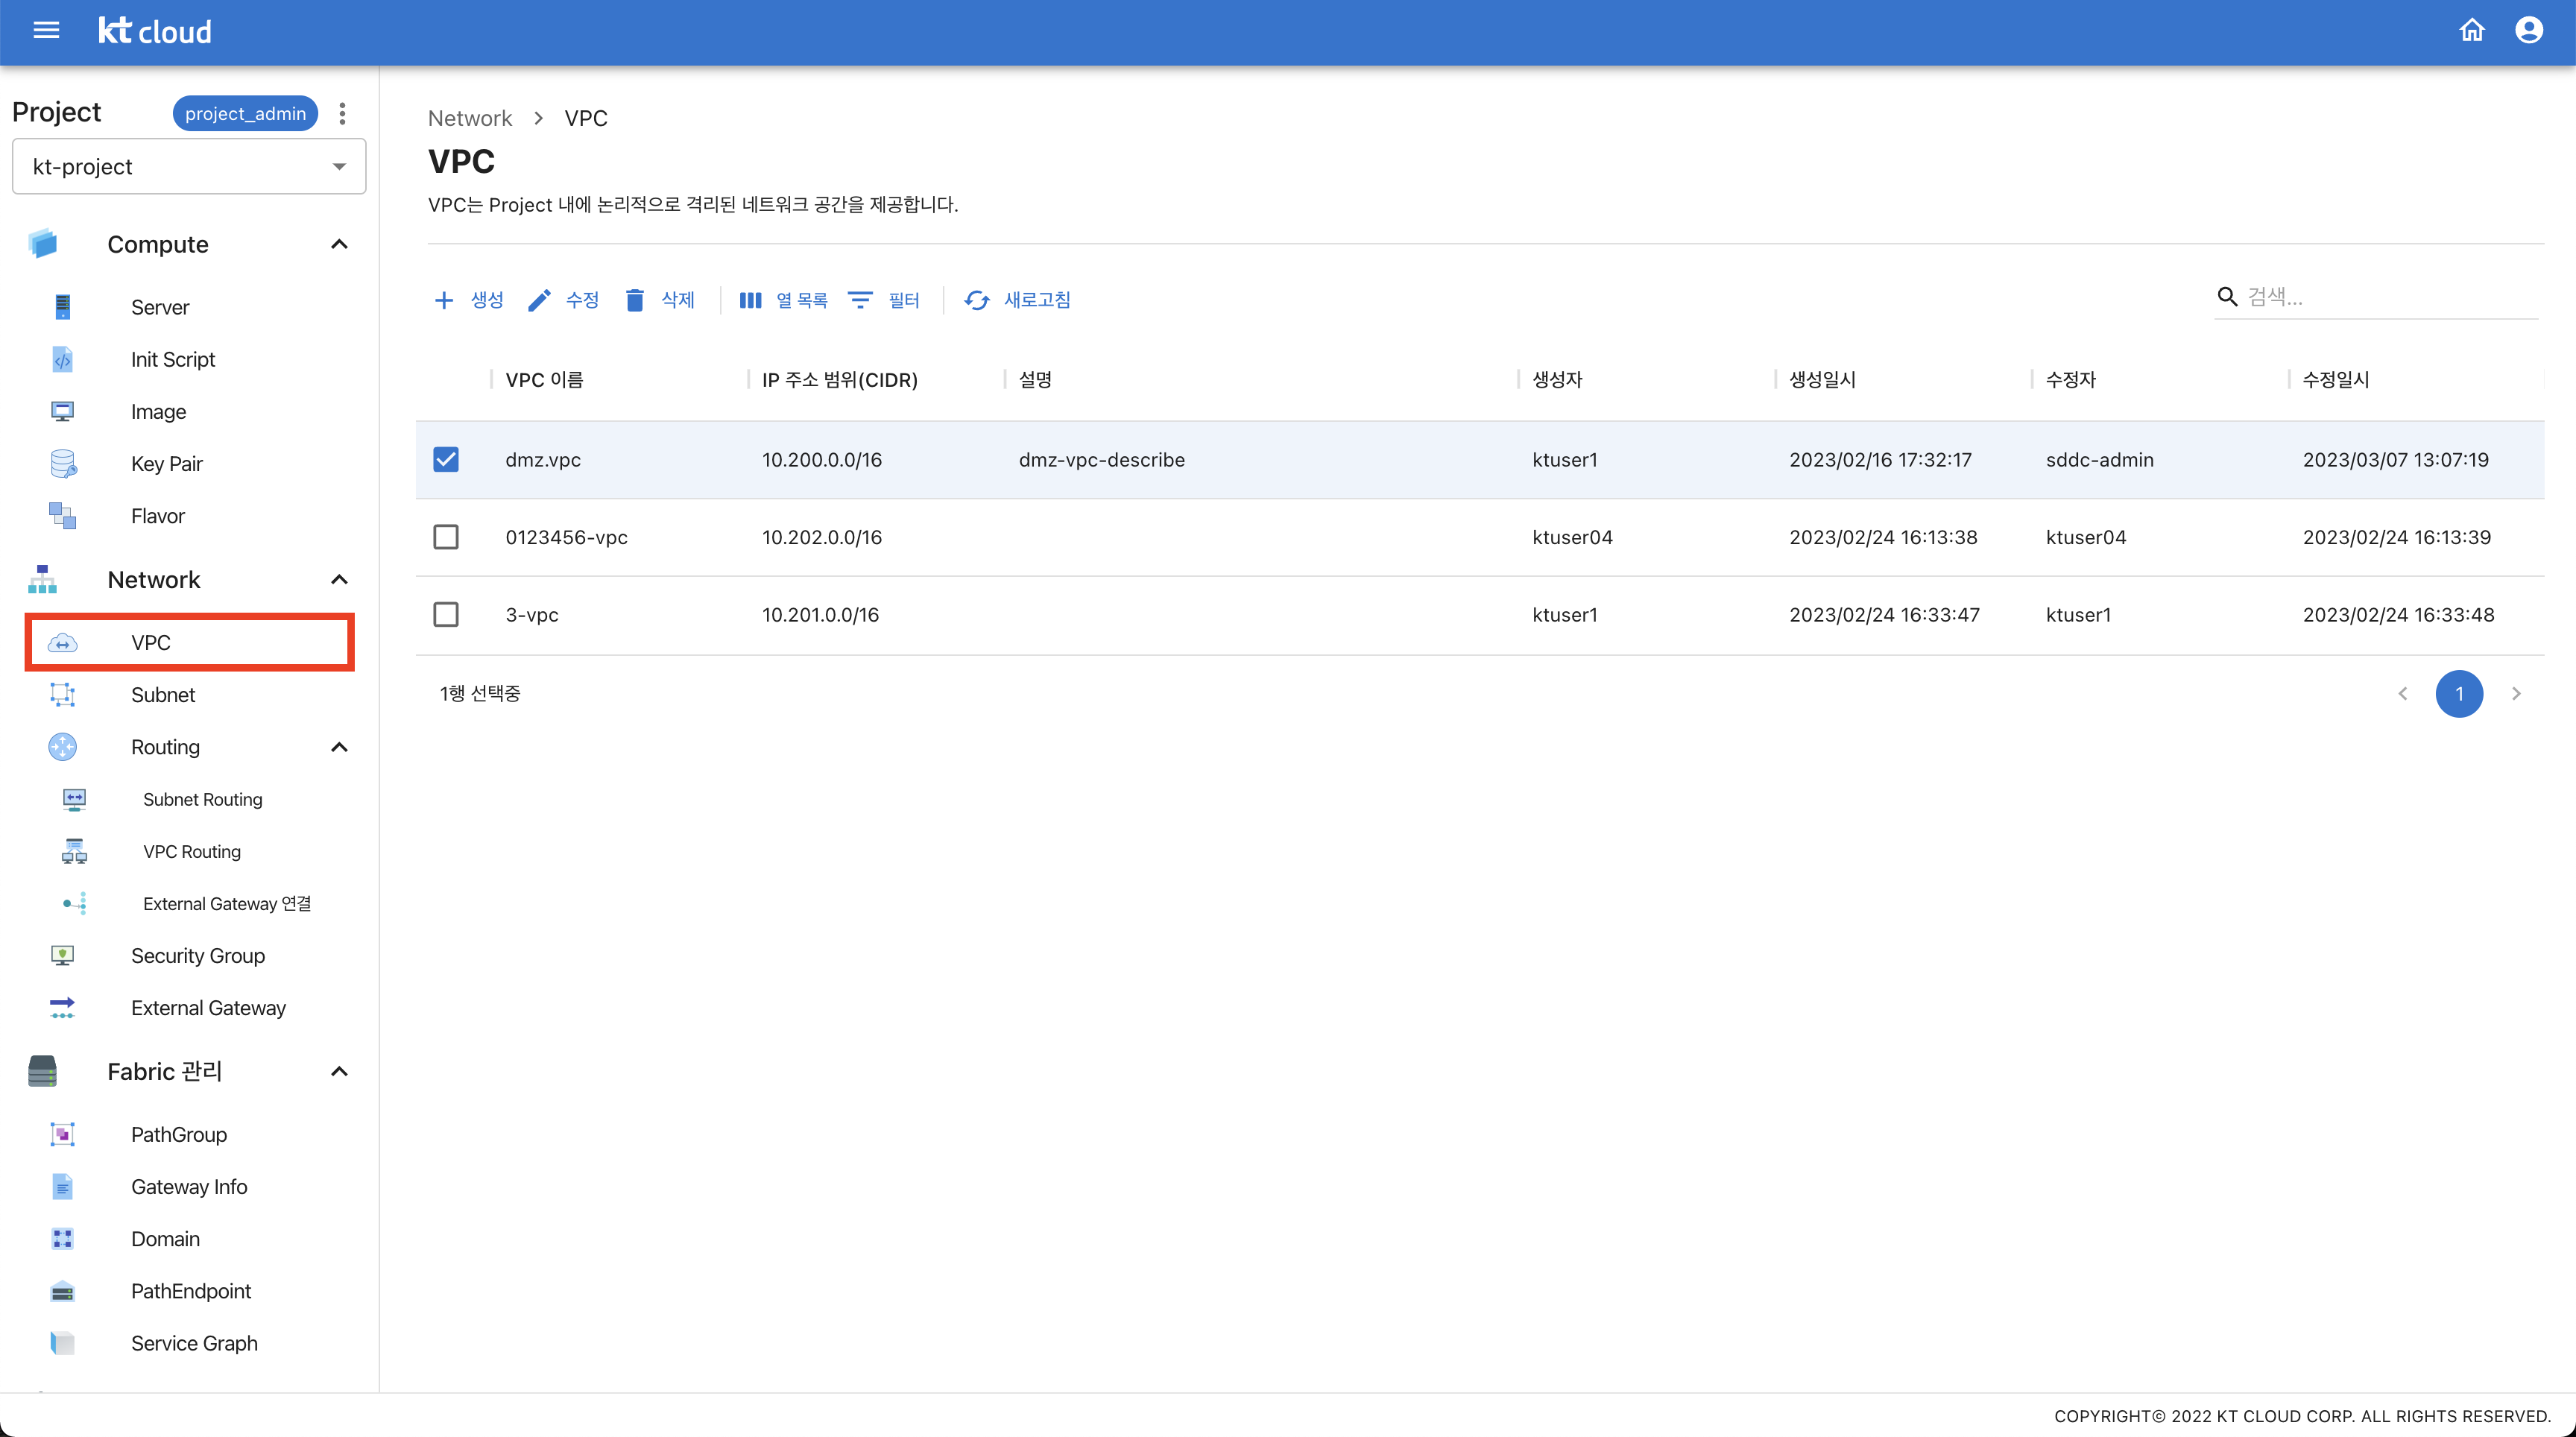 kt cloud
Project
project_admin
kt-project
Compute
Server
Init Script
Image
Key Pair
Flavor
Network
VPC
Subnet
Routing
Subnet Routing
VPC Routing
External Gateway 연결
Security Group
External Gateway
Fabric 관리
PathGroup
Gateway Info
Domain
PathEndpoint
Service Graph
Network > VPC
VPC
VPC는 Project 내에 논리적으로 격리된 네트워크 공간을 제공합니다.
생성 수정 삭제 열 목록 필터 새로고침 검색...
VPC 이름 IP 주소 범위(CIDR) 설명 생성자 생성일시 수정자 수정일시
dmz.vpc 10.200.0.0/16 dmz-vpc-describe ktuser1 2023/02/16 17:32:17 sddc-admin 2023/03/07 13:07:19
0123456-vpc 10.202.0.0/16 ktuser04 2023/02/24 16:13:38 ktuser04 2023/02/24 16:13:39
3-vpc 10.201.0.0/16 ktuser1 2023/02/24 16:33:47 ktuser1 2023/02/24 16:33:48
1행 선택중 1
COPYRIGHT© 2022 KT CLOUD CORP. ALL RIGHTS RESERVED.